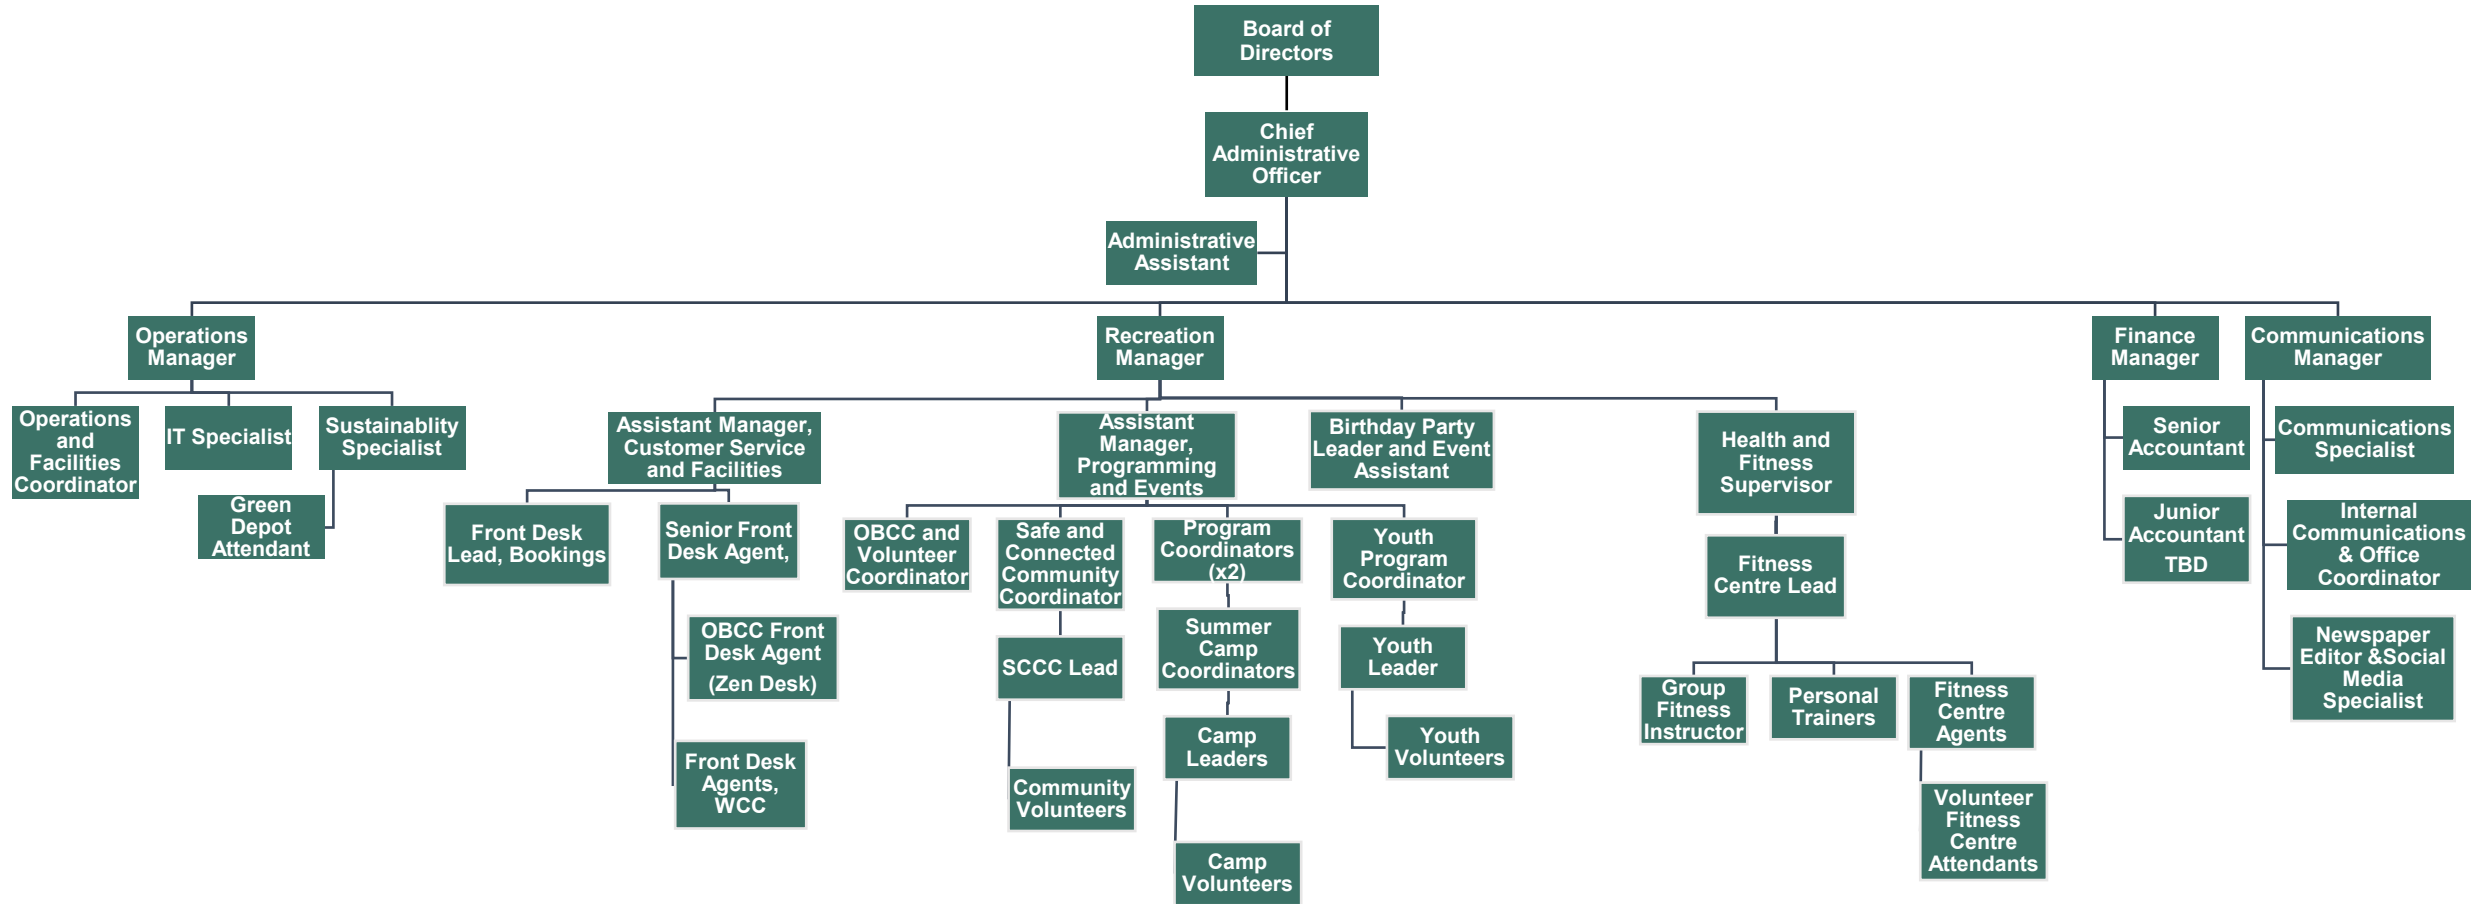 Board of
Directors
Chief
Administrative
Officer
Administrative
Assistant
Operations
Manager
Recreation
Manager
Finance
Manager
Communications
Manager
Operations
and
Facilities
Coordinator
IT Specialist
Sustainablity
Specialist
Green
Depot
Attendant
Assistant Manager,
Customer Service
and Facilities
Front Desk
Lead, Bookings
Senior Front
Desk Agent,
OBCC Front
Desk Agent
(Zen Desk)
Front Desk
Agents,
WCC
Assistant
Manager,
Programming
and Events
OBCC and
Volunteer
Coordinator
Safe and
Connected
Community
Coordinator
SCCC Lead
Community
Volunteers
Program
Coordinators
(x2)
Summer
Camp
Coordinators
Camp
Leaders
Camp
Volunteers
Youth
Program
Coordinator
Youth
Leader
Youth
Volunteers
Birthday Party
Leader and Event
Assistant
Health and
Fitness
Supervisor
Fitness
Centre Lead
Group
Fitness
Instructor
Personal
Trainers
Fitness
Centre
Agents
Volunteer
Fitness
Centre
Attendants
Senior
Accountant
Junior
Accountant
TBD
Communications
Specialist
Internal
Communications
& Office
Coordinator
Newspaper
Editor &Social
Media
Specialist